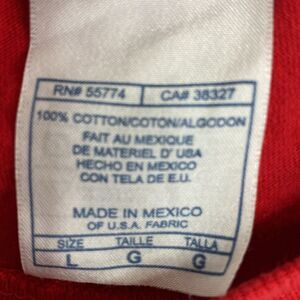 RN# 55774 CA# 38327
100% COTTON/COTON/ALGODON
FAIT AU MEXIQUE
DE MATERIEL D' USA
HECHO EN MEXICO
CON TELA DE E.U.
MADE IN MEXICO
OF U.S.A. FABRIC
SIZE TAILLE TALLA
L G G